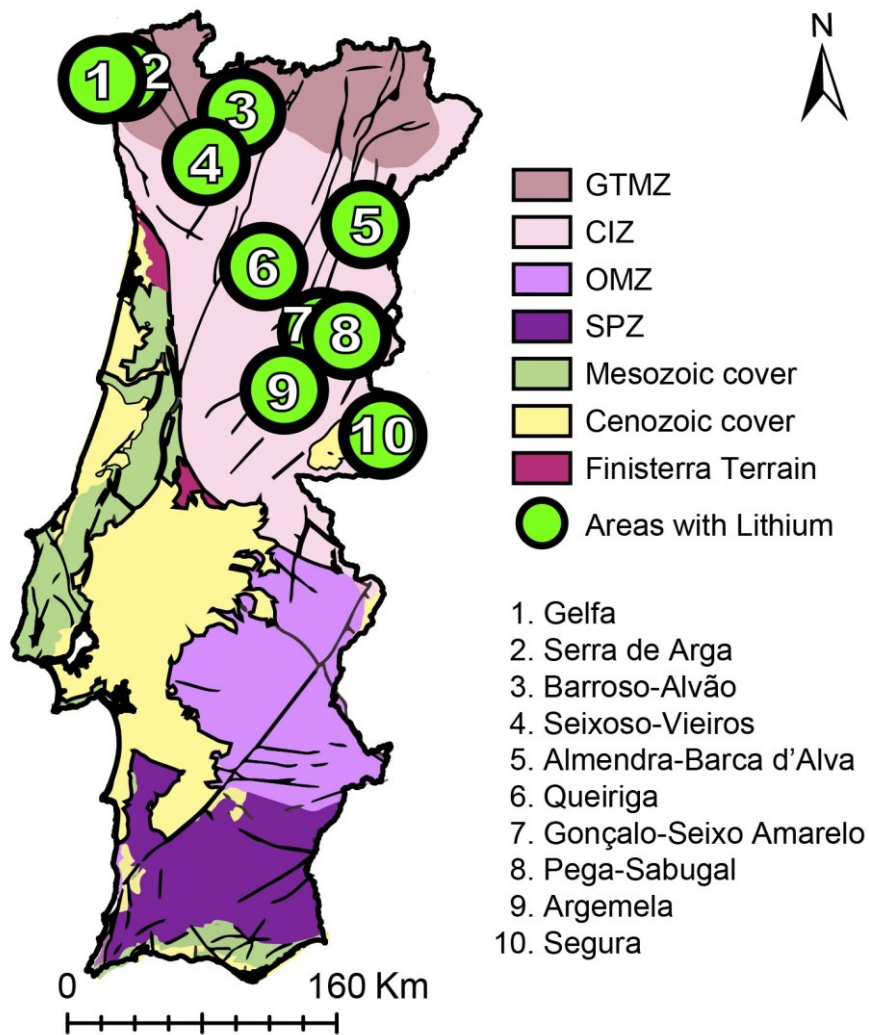 N
1
2
3
4
5
6
7
8
9
10
GTMZ
CIZ
OMZ
SPZ
Mesozoic cover
Cenozoic cover
Finisterra Terrain
Areas with Lithium
1. Gelfa
2. Serra de Arga
3. Barroso-Alvão
4. Seixoso-Vieiros
5. Almendra-Barca d'Alva
6. Queiriga
7. Gonçalo-Seixo Amarelo
8. Pega-Sabugal
9. Argemela
10. Segura
0 160 Km